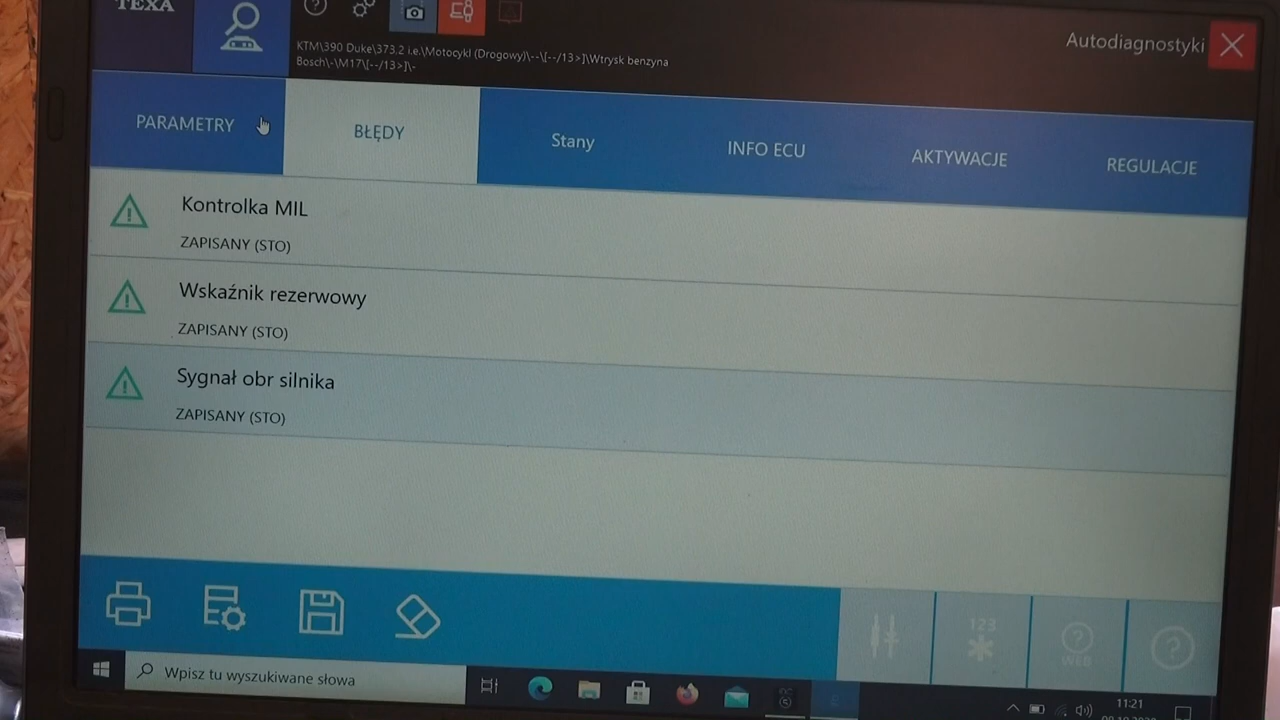 TEXA
KTM\390 Duke\373.2 i.e.\Motocykl (Drogowy)\--\[--/13>]\Wtrysk benzyna
Bosch\-\M17\[--/13>]\-
Autodiagnostyki
PARAMETRY
BŁĘDY
Stany
INFO ECU
AKTYWACJE
REGULACJE
Kontrolka MIL
ZAPISANY (STO)
Wskaźnik rezerwowy
ZAPISANY (STO)
Sygnał obr silnika
ZAPISANY (STO)
123
WEB
Wpisz tu wyszukiwane słowa
11:21